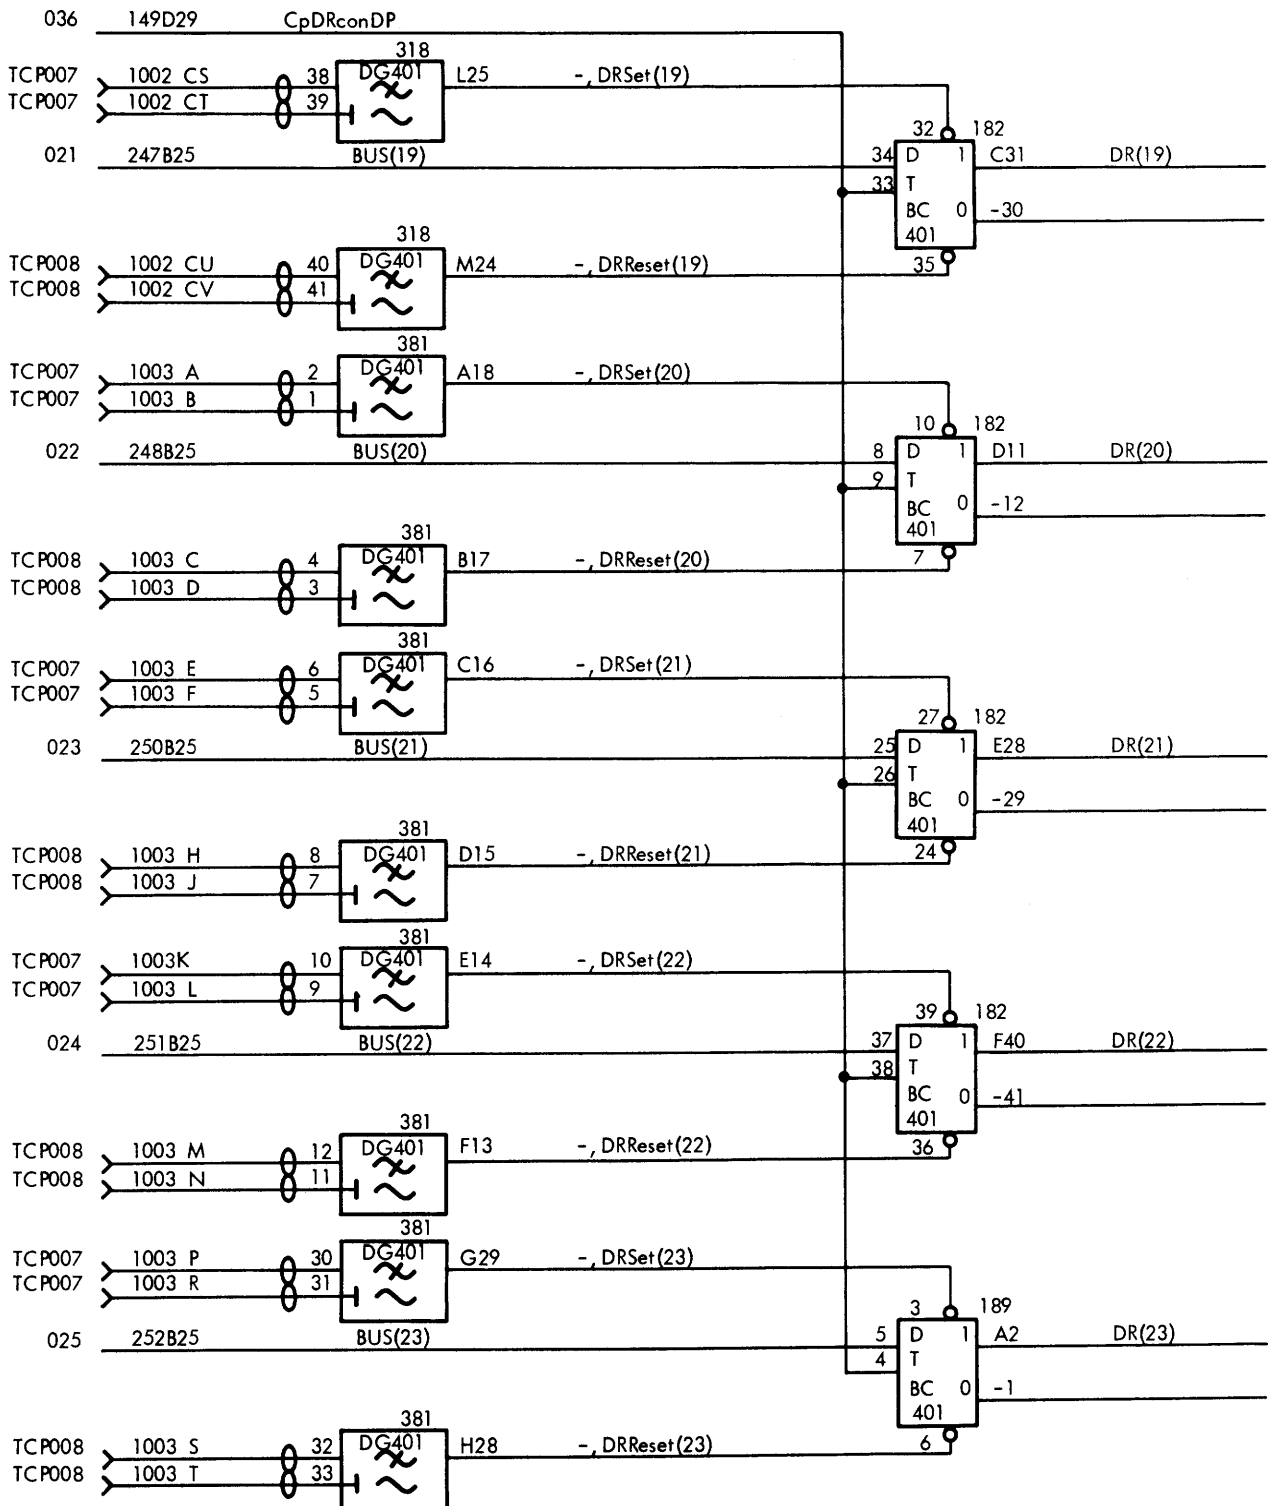 036 149D29 CpDRconDP
318
TCP007 1002 CS 38 DG401 L25 -, DRSet(19)
TCP007 1002 CT 39
32 182
021 247B25 BUS(19) 34 D 1 C31 DR(19)
33 T
BC 0 -30
401
318
TCP008 1002 CU 40 DG401 M24 -, DRReset(19) 35
TCP008 1002 CV 41
381
TCP007 1003 A 2 DG401 A18 -, DRSet(20)
TCP007 1003 B 1
10 182
022 248B25 BUS(20) 8 D 1 D11 DR(20)
9 T
BC 0 -12
401
381
TCP008 1003 C 4 DG401 B17 -, DRReset(20) 7
TCP008 1003 D 3
381
TCP007 1003 E 6 DG401 C16 -, DRSet(21)
TCP007 1003 F 5
27 182
023 250B25 BUS(21) 25 D 1 E28 DR(21)
26 T
BC 0 -29
401
381
TCP008 1003 H 8 DG401 D15 -, DRReset(21) 24
TCP008 1003 J 7
381
TCP007 1003K 10 DG401 E14 -, DRSet(22)
TCP007 1003 L 9
39 182
024 251B25 BUS(22) 37 D 1 F40 DR(22)
38 T
BC 0 -41
401
381
TCP008 1003 M 12 DG401 F13 -, DRReset(22) 36
TCP008 1003 N 11
381
TCP007 1003 P 30 DG401 G29 -, DRSet(23)
TCP007 1003 R 31
3 189
025 252B25 BUS(23) 5 D 1 A2 DR(23)
4 T
BC 0 -1
401
381
TCP008 1003 S 32 DG401 H28 -, DRReset(23) 6
TCP008 1003 T 33